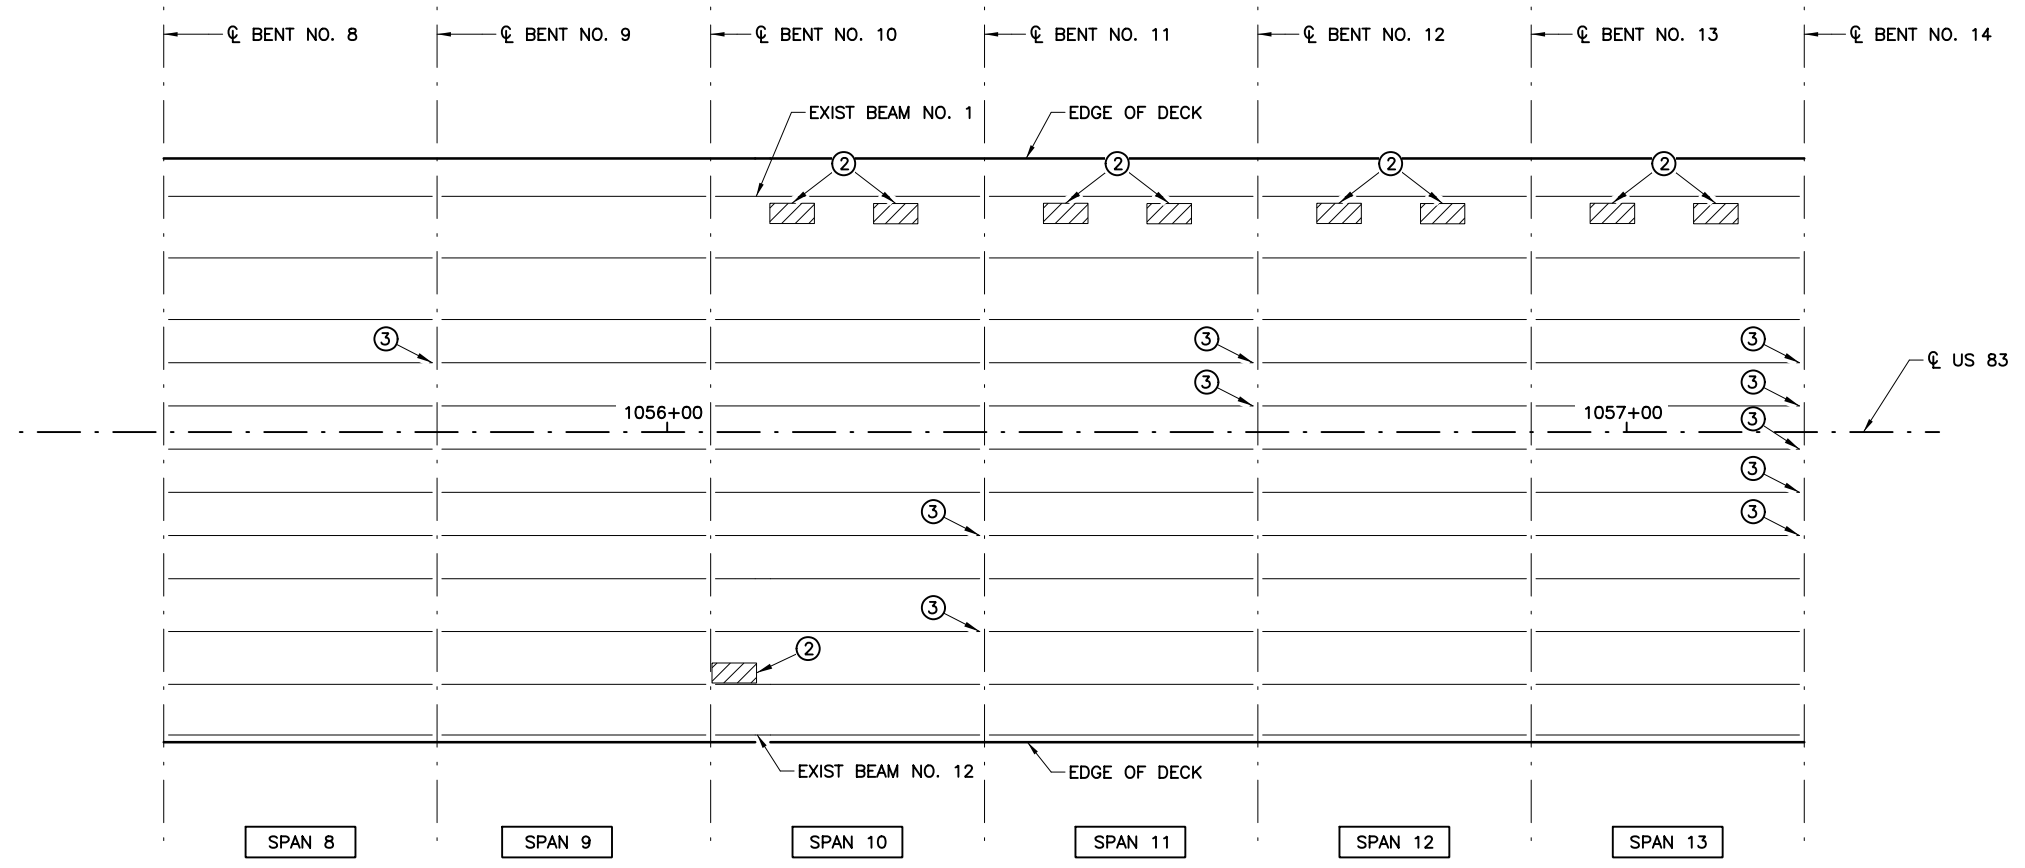 ℄ BENT NO. 8
℄ BENT NO. 9
℄ BENT NO. 10
℄ BENT NO. 11
℄ BENT NO. 12
℄ BENT NO. 13
℄ BENT NO. 14
EXIST BEAM NO. 1
EDGE OF DECK
2
2
2
2
3
3
3
℄ US 83
3
3
1056+00
1057+00
3
3
3
3
3
2
EXIST BEAM NO. 12
EDGE OF DECK
SPAN 8
SPAN 9
SPAN 10
SPAN 11
SPAN 12
SPAN 13